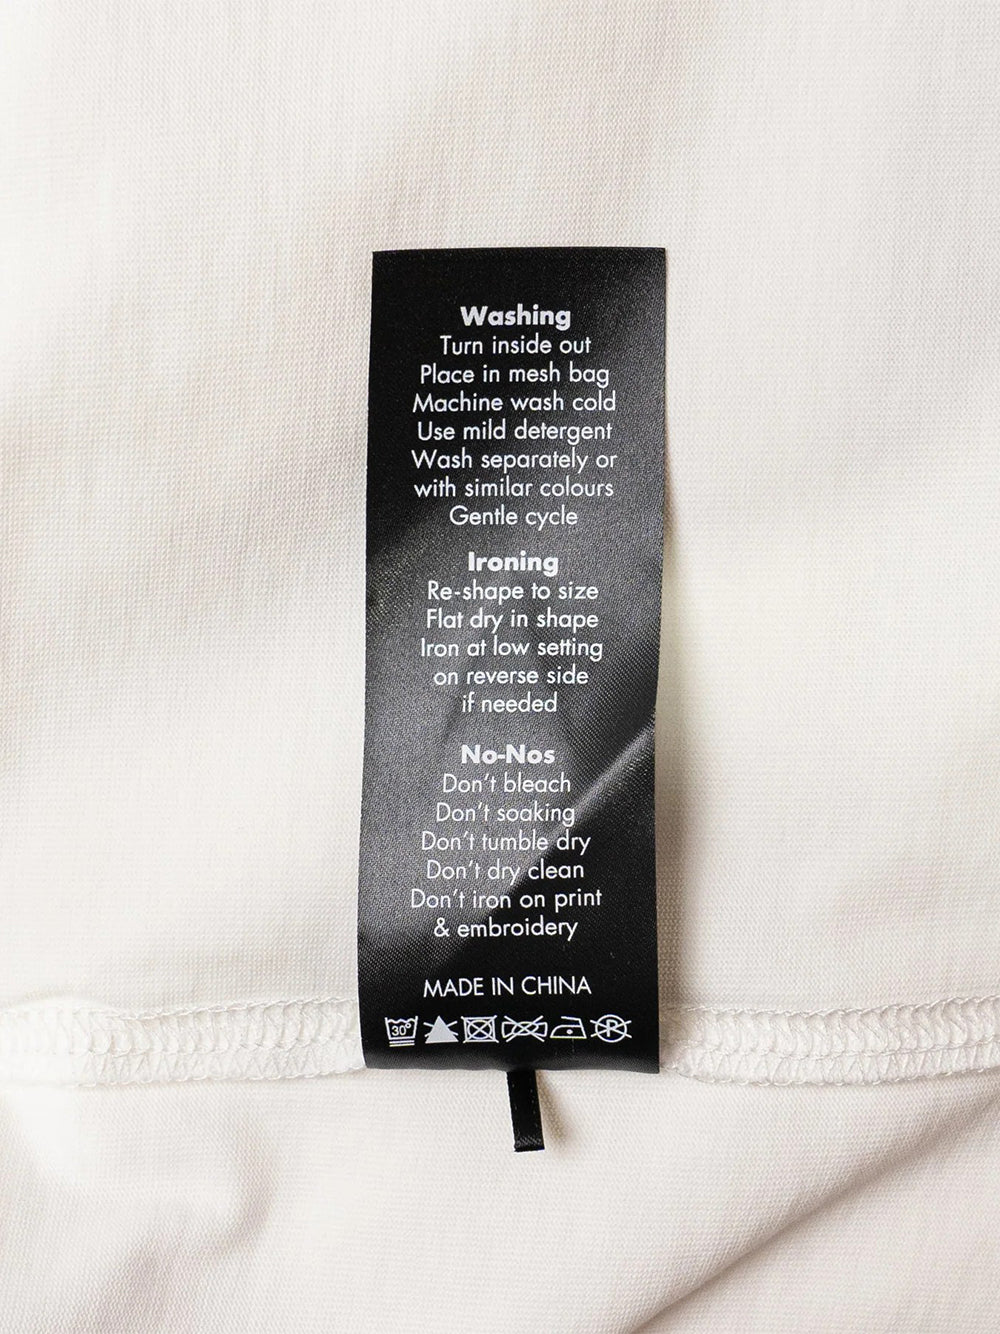 Washing
Turn inside out
Place in mesh bag
Machine wash cold
Use mild detergent
Wash separately or
with similar colours
Gentle cycle
Ironing
Re-shape to size
Flat dry in shape
Iron at low setting
on reverse side
if needed
No-Nos
Don't bleach
Don't soaking
Don't tumble dry
Don't dry clean
Don't iron on print
& embroidery
MADE IN CHINA
30° P